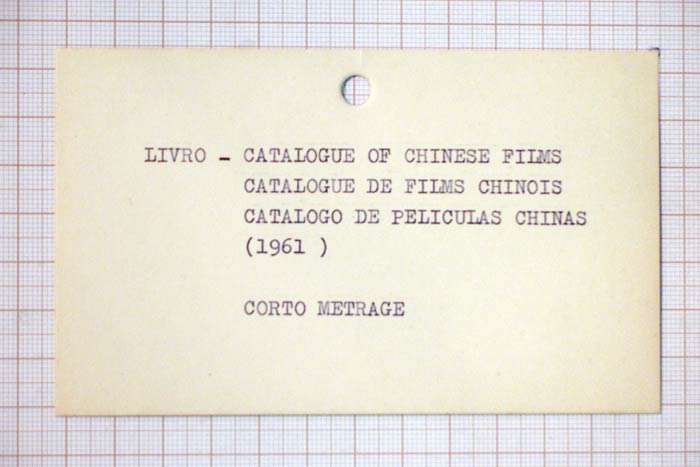 LIVRO - CATALOGUE OF CHINESE FILMS
CATALOGUE DE FILMS CHINOIS
CATALOGO DE PELICULAS CHINAS
(1961 )
CORTO METRAGE